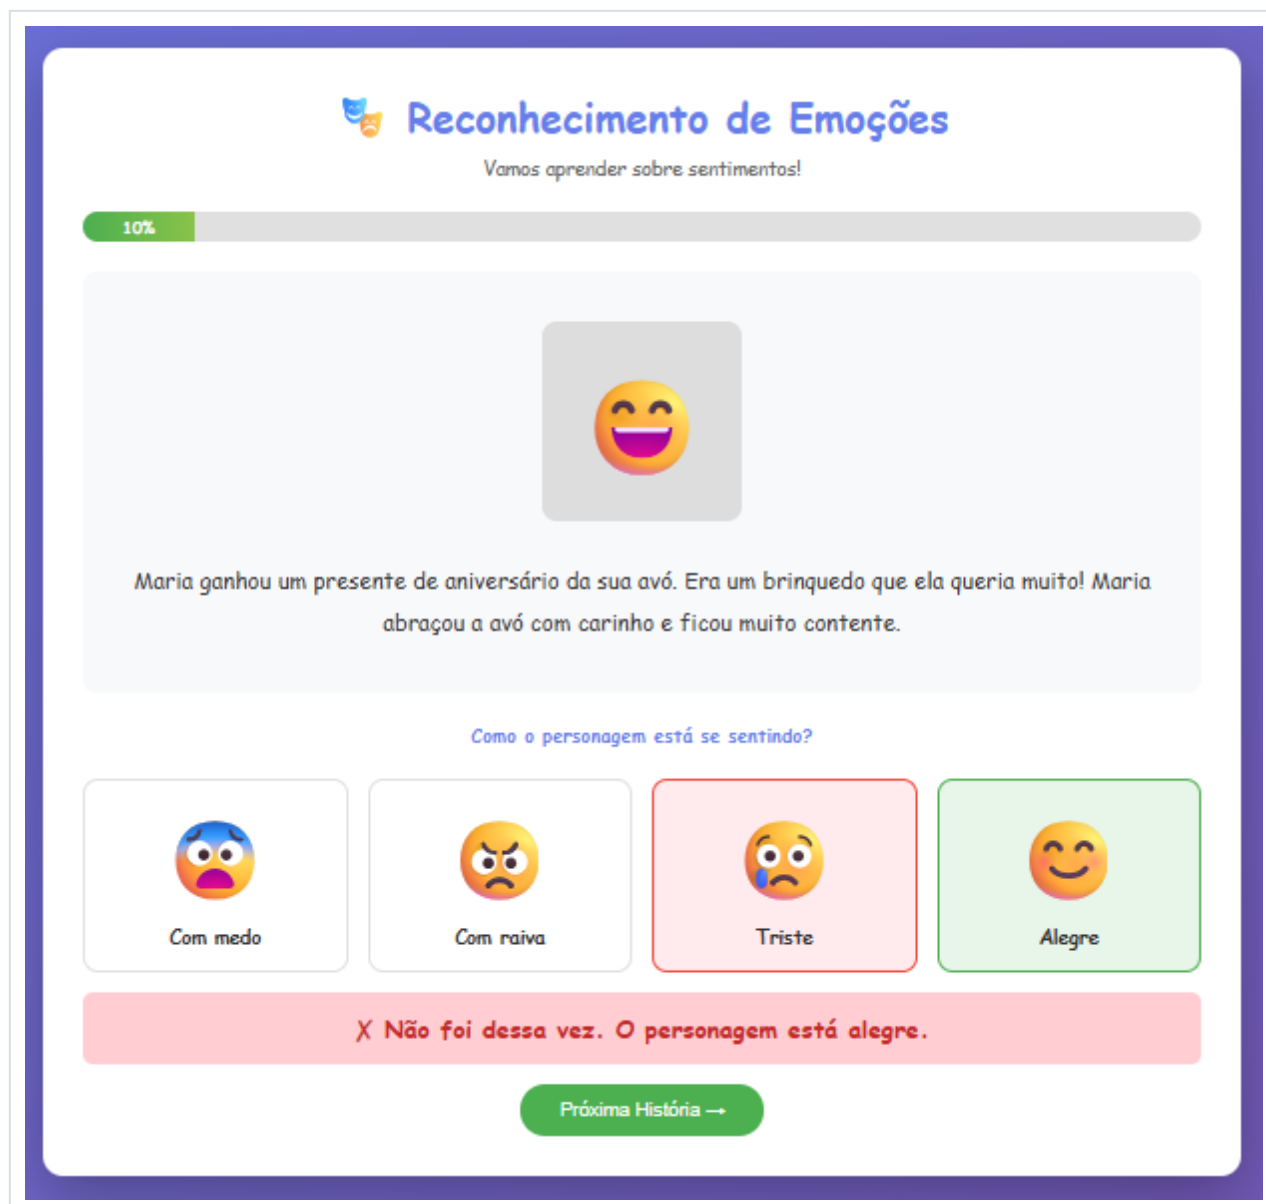 Reconhecimento de Emoções
Vamos aprender sobre sentimentos!
10%
Maria ganhou um presente de aniversário da sua avó. Era um brinquedo que ela queria muito! Maria
abraçou a avó com carinho e ficou muito contente.
Como o personagem está se sentindo?
Com medo
Com raiva
Triste
Alegre
✗ Não foi dessa vez. O personagem está alegre.
Próxima História →